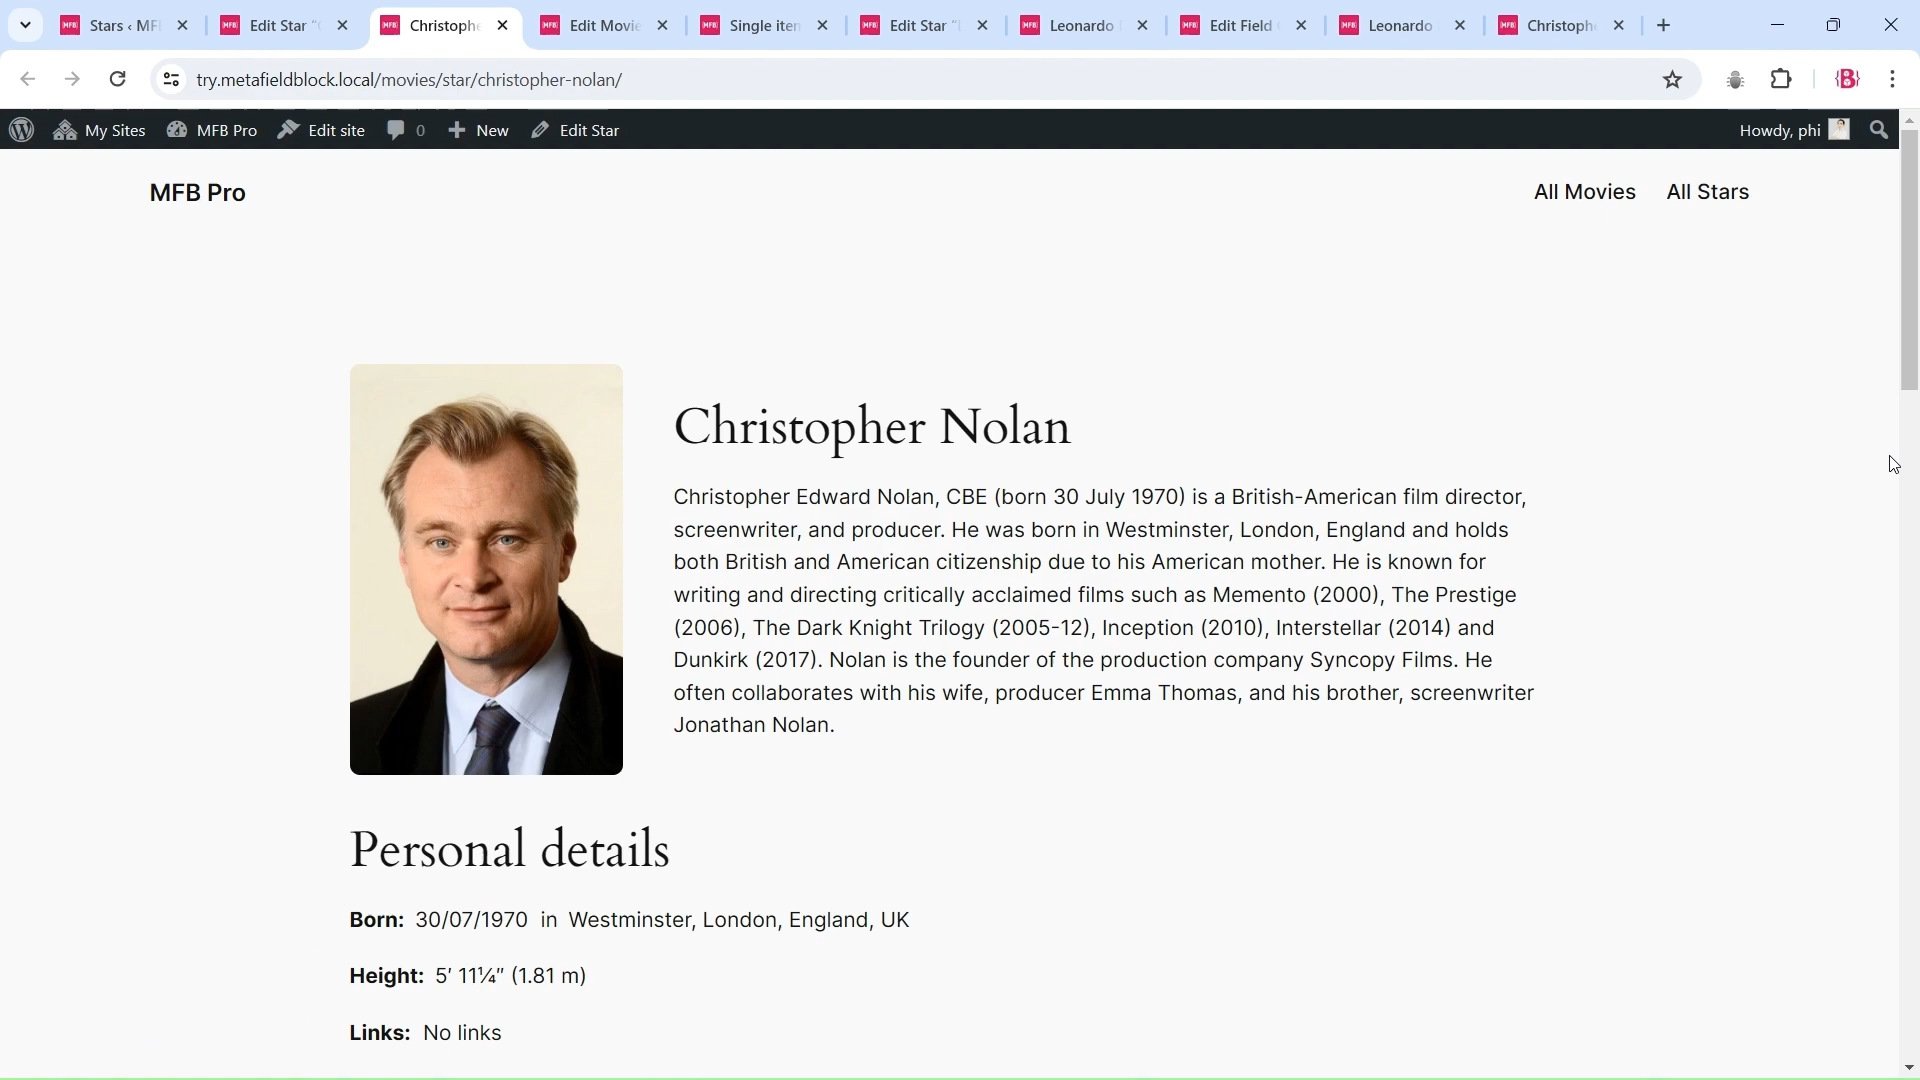 Stars ‹ MF
Edit Star “
Christophe
Edit Movie
Single iten
Edit Star “
Leonardo
Edit Field
Leonardo
Christoph
try.metafieldblock.local/movies/star/christopher-nolan/
My Sites
MFB Pro
Edit site
0
New
Edit Star
Howdy, phi
MFB Pro
All Movies
All Stars
Christopher Nolan
Christopher Edward Nolan, CBE (born 30 July 1970) is a British-American film director,
screenwriter, and producer. He was born in Westminster, London, England and holds
both British and American citizenship due to his American mother. He is known for
writing and directing critically acclaimed films such as Memento (2000), The Prestige
(2006), The Dark Knight Trilogy (2005-12), Inception (2010), Interstellar (2014) and
Dunkirk (2017). Nolan is the founder of the production company Syncopy Films. He
often collaborates with his wife, producer Emma Thomas, and his brother, screenwriter
Jonathan Nolan.
Personal details
Born: 30/07/1970 in Westminster, London, England, UK
Height: 5′ 11¼″ (1.81 m)
Links: No links